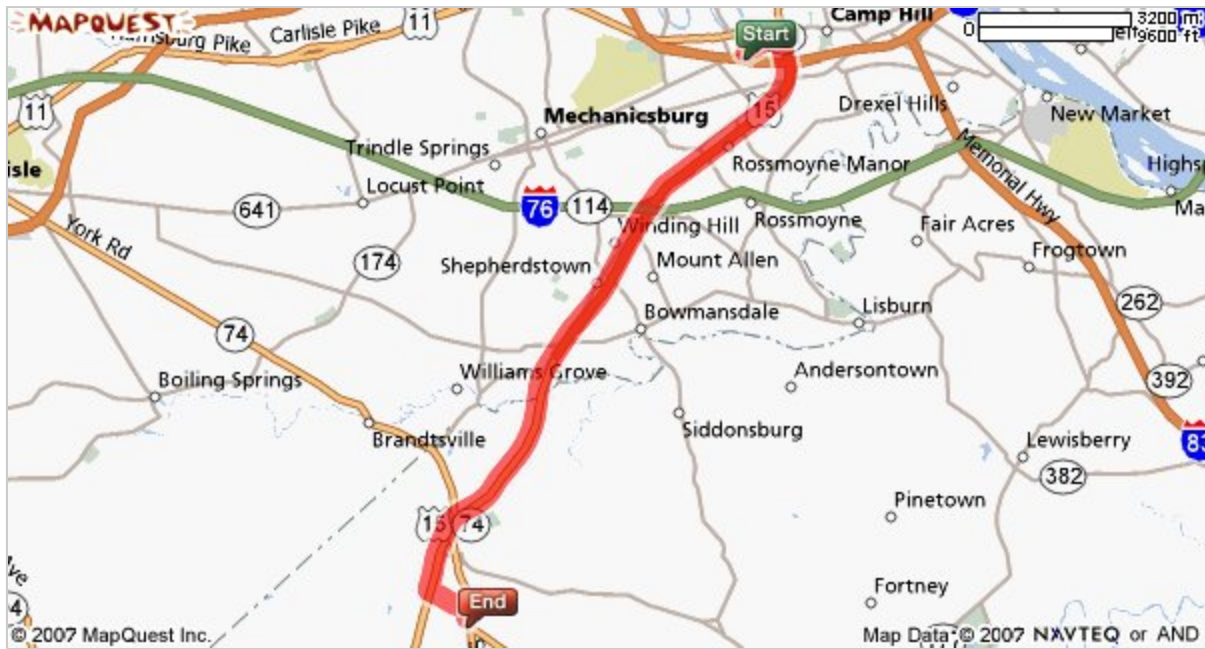 MAPQUEST
11
Carlisle Pike
Camp Hill
3200 m
0
9600 ft
Start
11
15
Drexel Hills
New Market
Mechanicsburg
Trindle Springs
Rossmoyne Manor
Memorial Hwy
Locust Point
641
76
114
Rossmoyne
York Rd
Winding Hill
Fair Acres
Frogtown
174
Shepherdstown
Mount Allen
262
Bowmansdale
Lisburn
74
Boiling Springs
Williams Grove
Andersontown
392
Brandtsville
Siddonsburg
Lewisberry
83
382
15
74
Pinetown
End
Fortney
© 2007 MapQuest Inc.
Map Data © 2007 NAVTEQ or AND